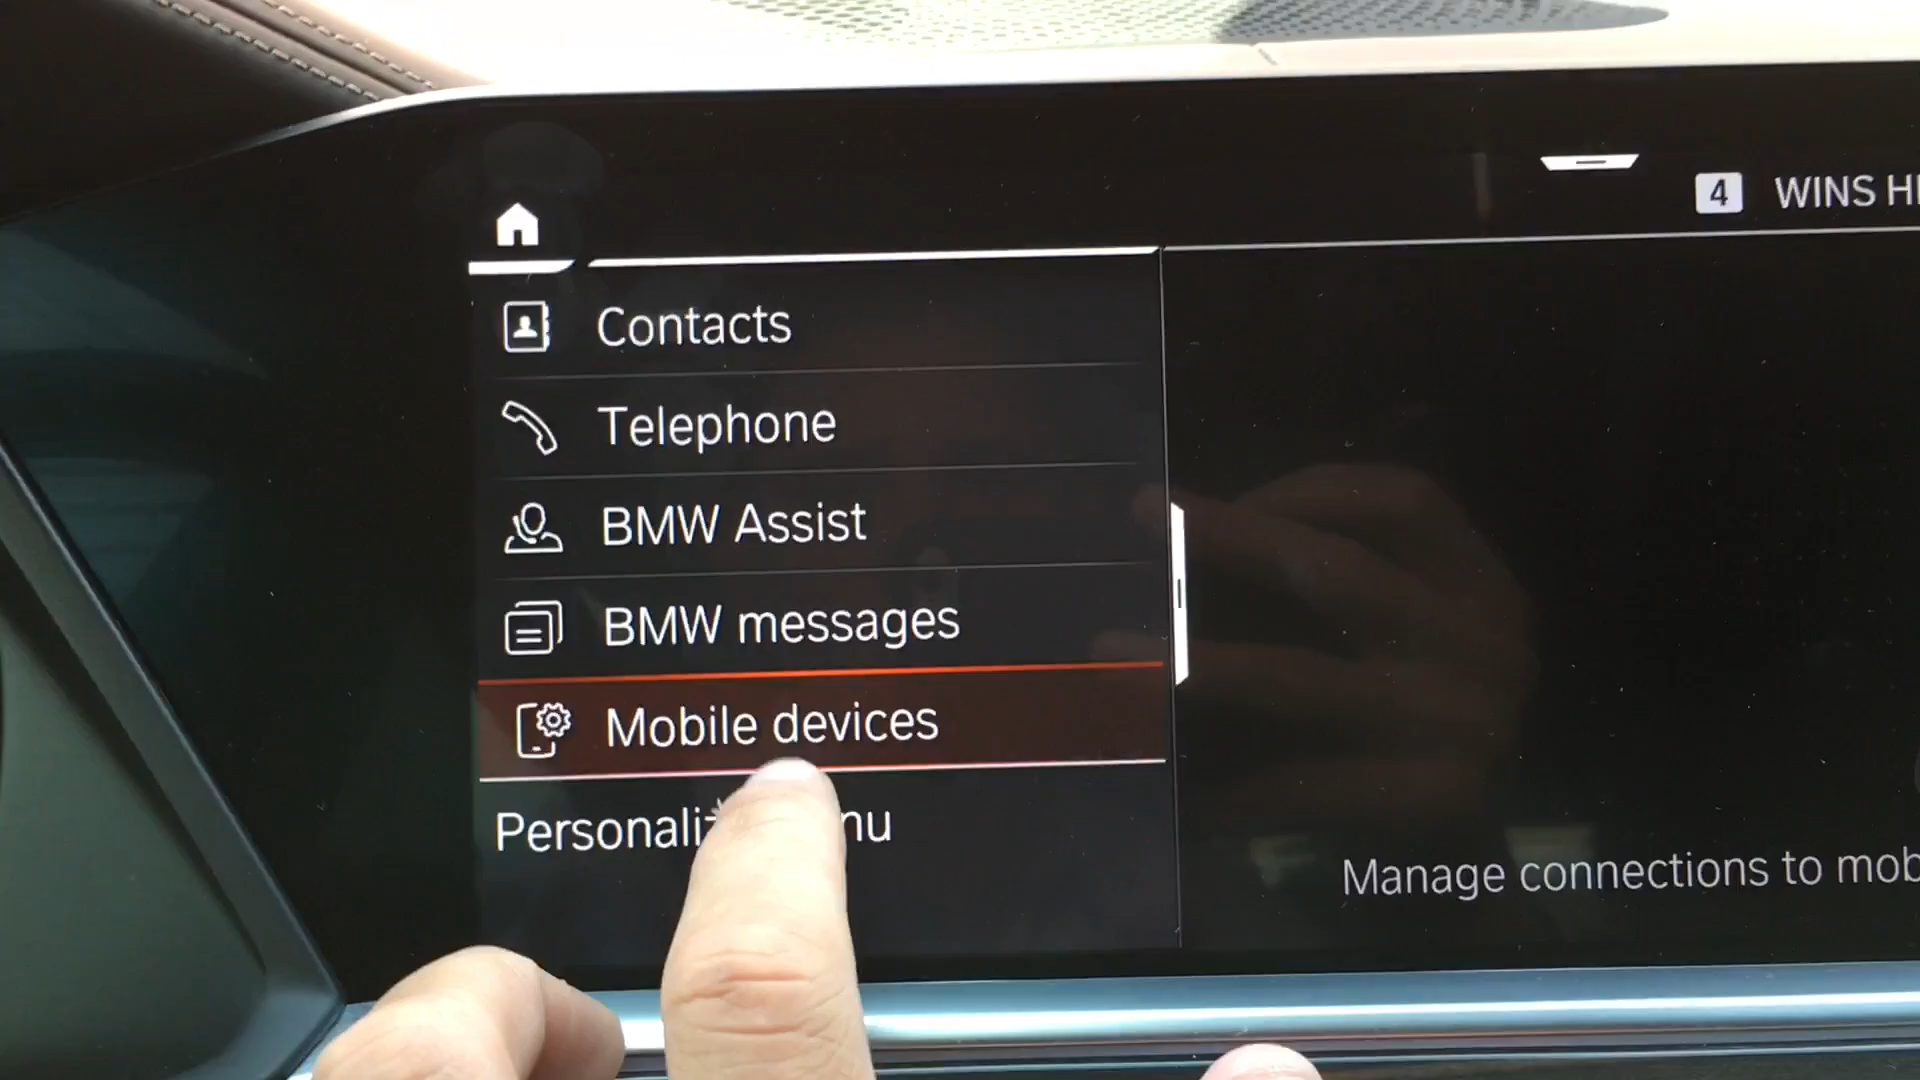 4 WINS
Contacts
Telephone
BMW Assist
BMW messages
Mobile devices
Manage connections to